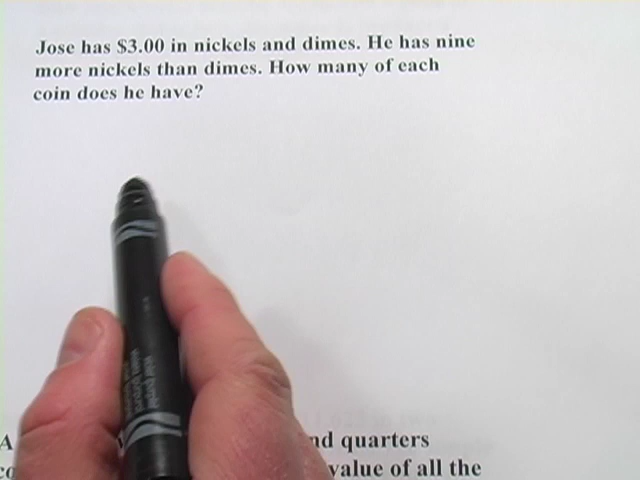 Jose has $3.00 in nickels and dimes. He has nine
more nickels than dimes. How many of each
coin does he have?
A nd quarters
co value of all the